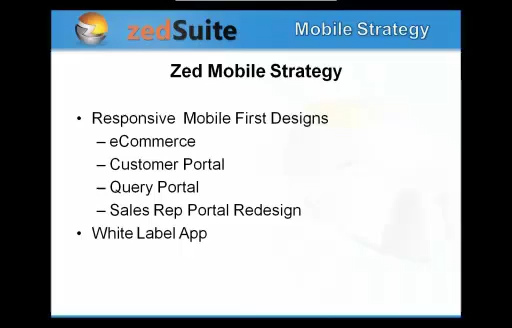 zedSuite
Mobile Strategy
Zed Mobile Strategy
• Responsive Mobile First Designs
– eCommerce
– Customer Portal
– Query Portal
– Sales Rep Portal Redesign
• White Label App